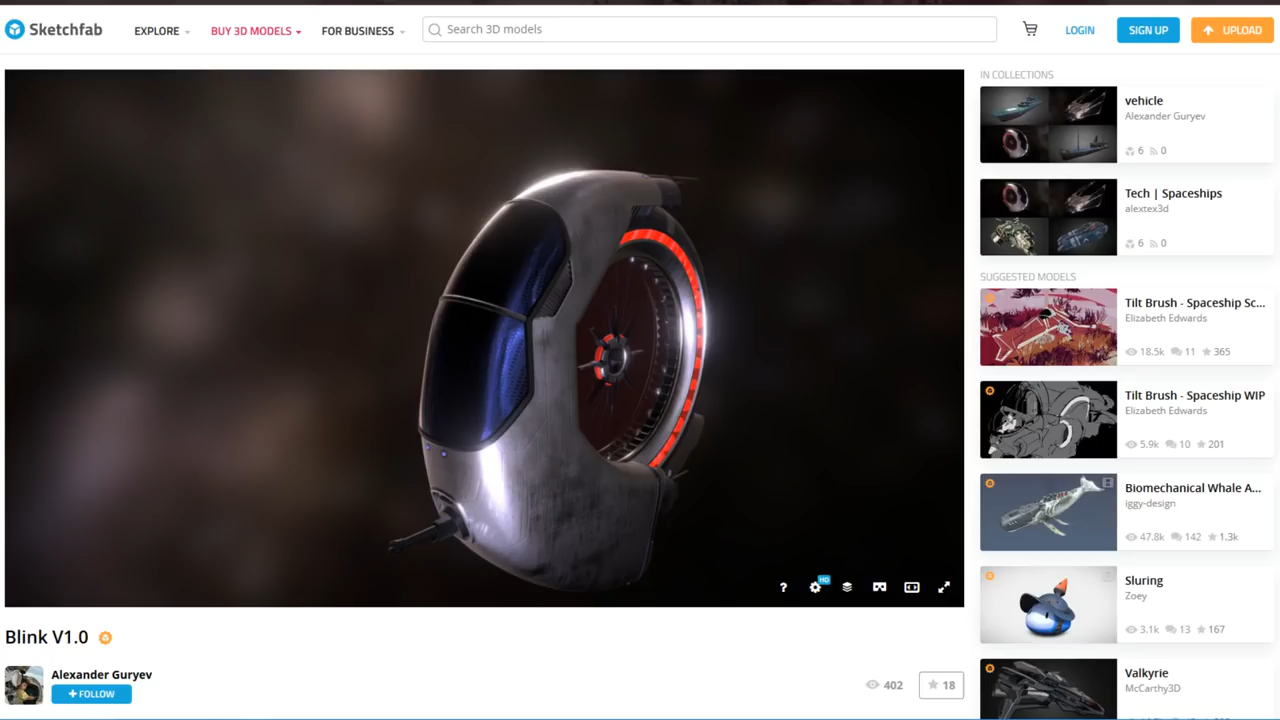 Sketchfab
EXPLORE
BUY 3D MODELS
FOR BUSINESS
Search 3D models
LOGIN
SIGN UP
UPLOAD
HD
?
Blink V1.0
Alexander Guryev
+ FOLLOW
402
18
IN COLLECTIONS
vehicle
Alexander Guryev
6 0
Tech | Spaceships
alextex3d
6 0
SUGGESTED MODELS
Tilt Brush - Spaceship Sc...
Elizabeth Edwards
18.5k 11 365
Tilt Brush - Spaceship WIP
Elizabeth Edwards
5.9k 10 201
Biomechanical Whale A...
iggy-design
47.8k 142 1.3k
Sluring
Zoey
3.1k 13 167
Valkyrie
McCarthy3D